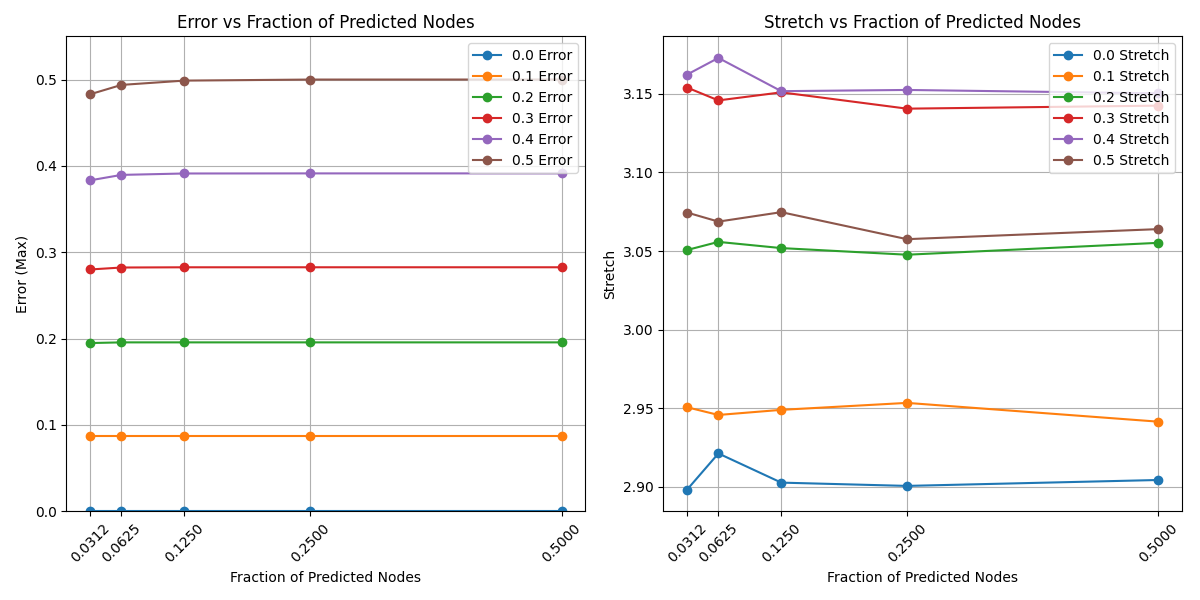 Error vs Fraction of Predicted Nodes
0.5
0.4
0.3
0.2
0.1
0.0
Error (Max)
0.0 Error
0.1 Error
0.2 Error
0.3 Error
0.4 Error
0.5 Error
0.0312
0.0625
0.1250
0.2500
0.5000
Fraction of Predicted Nodes
Stretch vs Fraction of Predicted Nodes
3.15
3.10
3.05
3.00
2.95
2.90
Stretch
0.0 Stretch
0.1 Stretch
0.2 Stretch
0.3 Stretch
0.4 Stretch
0.5 Stretch
0.0312
0.0625
0.1250
0.2500
0.5000
Fraction of Predicted Nodes